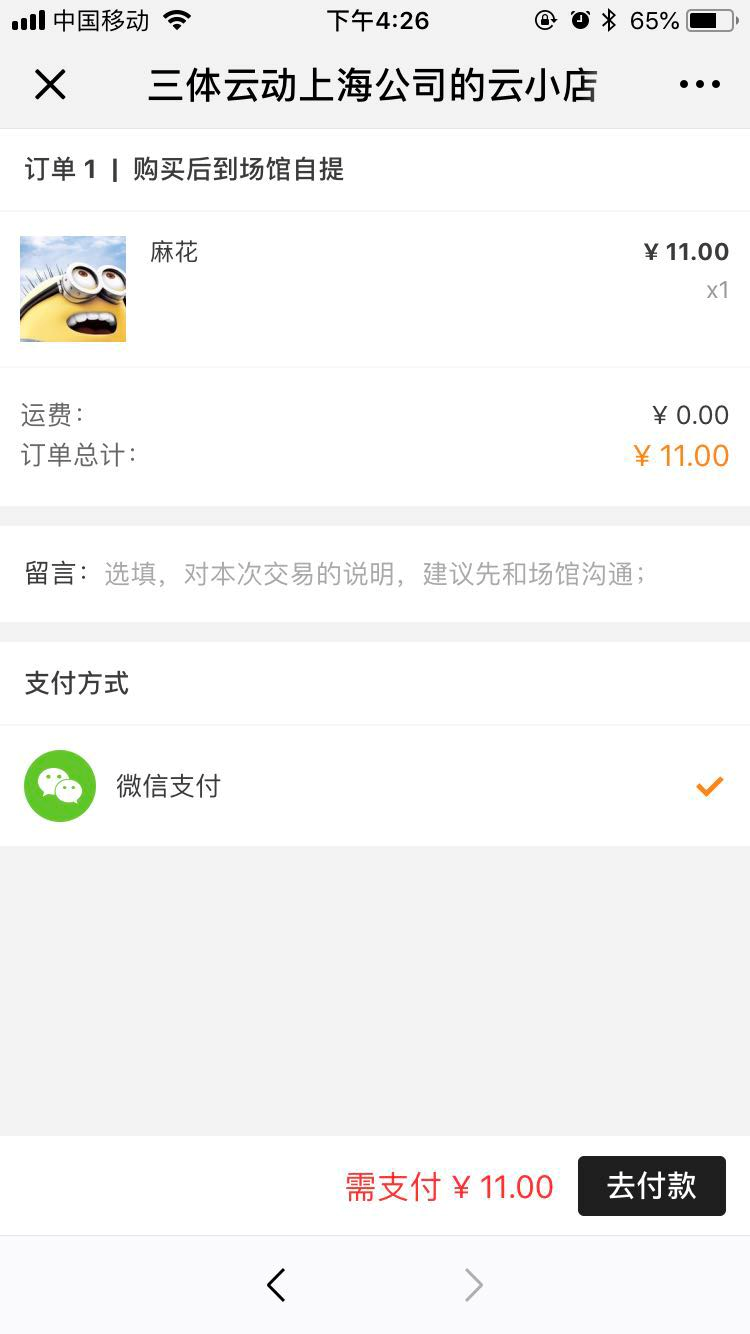 中国移动 下午4:26 65%
三体云动上海公司的云小店
订单 1 | 购买后到场馆自提
麻花 ¥ 11.00
x1
运费： ¥ 0.00
订单总计： ¥ 11.00
留言： 选填，对本次交易的说明，建议先和场馆沟通；
支付方式
微信支付
需支付 ¥ 11.00 去付款